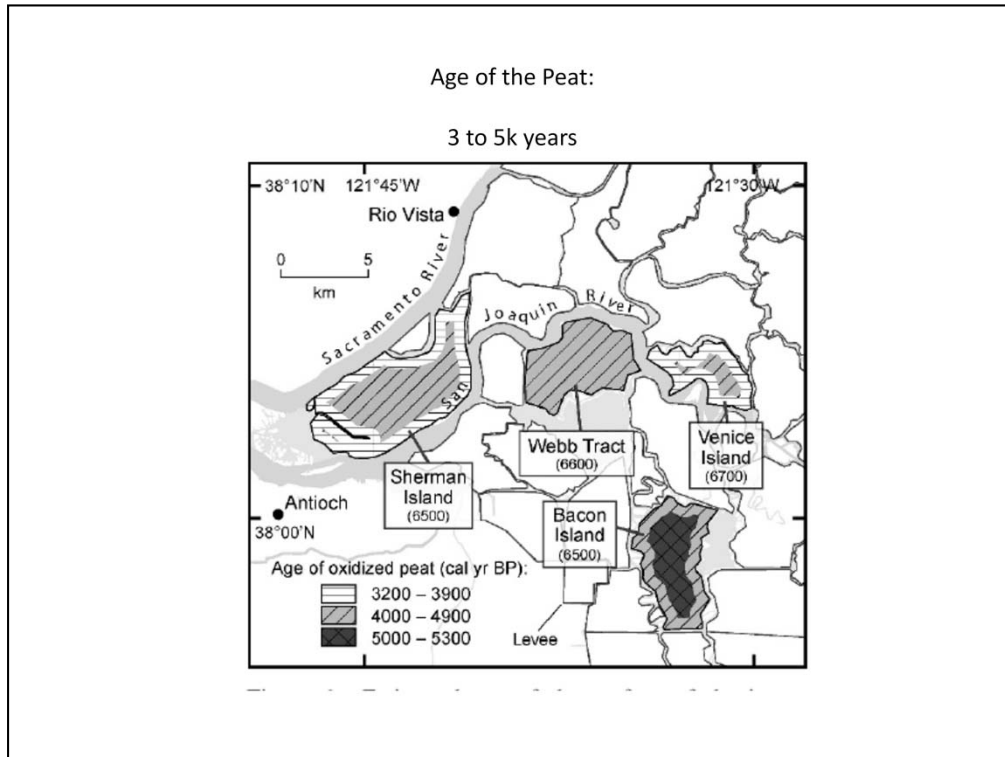 Age of the Peat:
3 to 5k years
38°10'N 121°45'W
121°30'W
Rio Vista
0 5
km
Sacramento River
San Joaquin River
Webb Tract
(6600)
Venice
Island
(6700)
Sherman
Island
(6500)
Bacon
Island
(6500)
Antioch
38°00'N
Age of oxidized peat (cal yr BP):
3200 – 3900
4000 – 4900
5000 – 5300
Levee